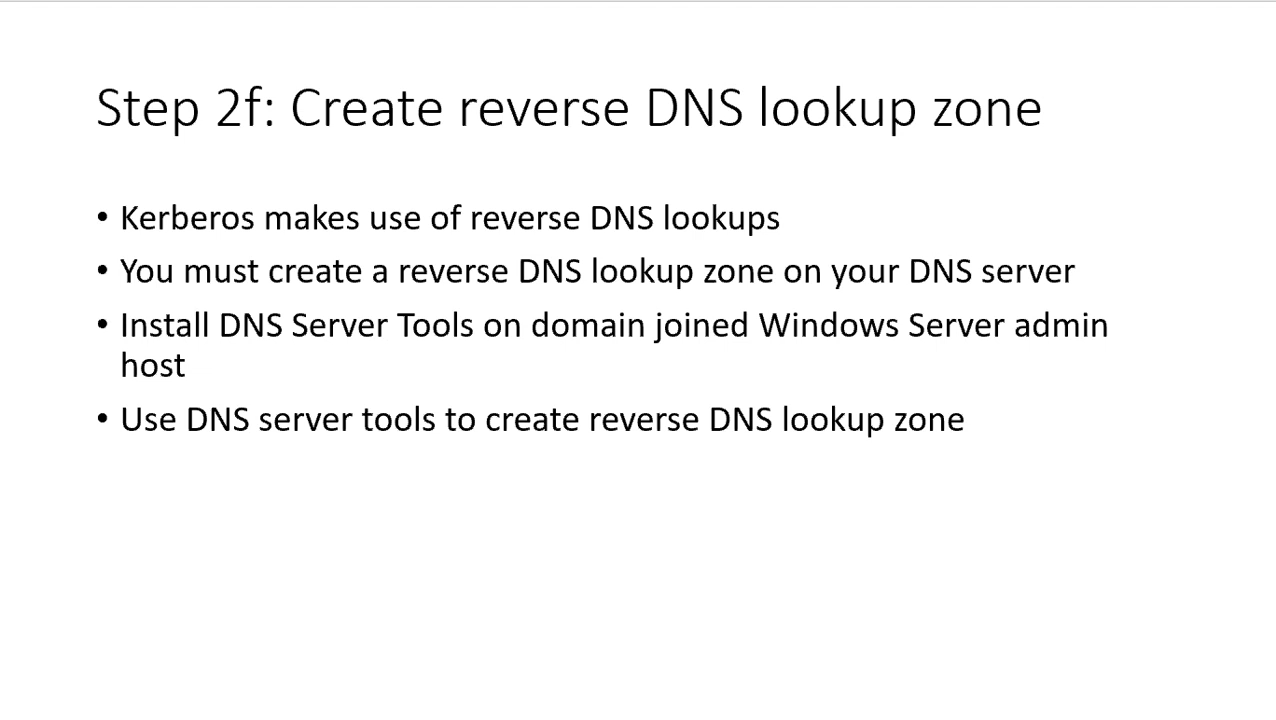 Step 2f: Create reverse DNS lookup zone
• Kerberos makes use of reverse DNS lookups
• You must create a reverse DNS lookup zone on your DNS server
• Install DNS Server Tools on domain joined Windows Server admin
host
• Use DNS server tools to create reverse DNS lookup zone